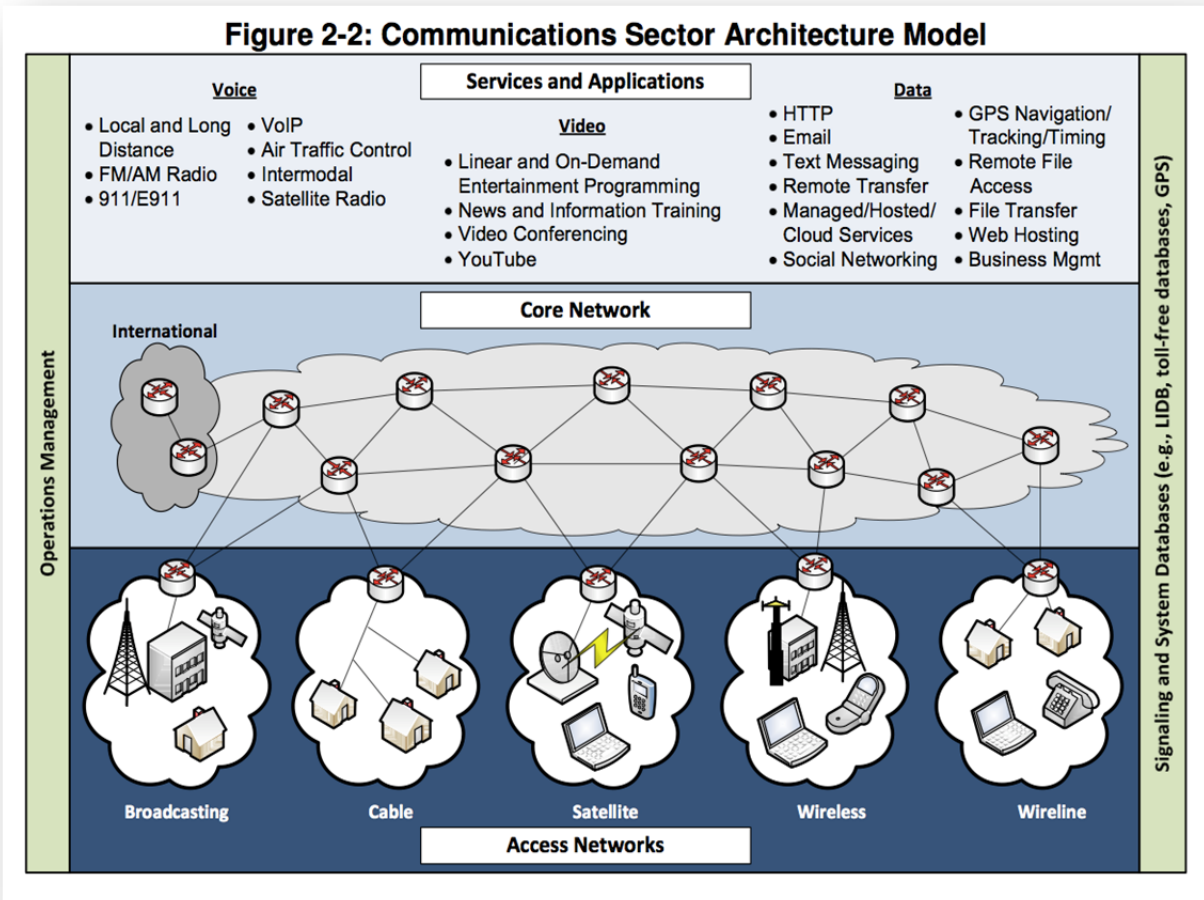 Figure 2-2: Communications Sector Architecture Model
Operations Management
Services and Applications
Voice
• Local and Long
Distance
• FM/AM Radio
• 911/E911
• VoIP
• Air Traffic Control
• Intermodal
• Satellite Radio
Video
• Linear and On-Demand
Entertainment Programming
• News and Information Training
• Video Conferencing
• YouTube
Data
• HTTP
• Email
• Text Messaging
• Remote Transfer
• Managed/Hosted/
Cloud Services
• Social Networking
• GPS Navigation/
Tracking/Timing
• Remote File
Access
• File Transfer
• Web Hosting
• Business Mgmt
Core Network
International
Broadcasting
Cable
Satellite
Wireless
Wireline
Access Networks
Signaling and System Databases (e.g., LIDB, toll-free databases, GPS)